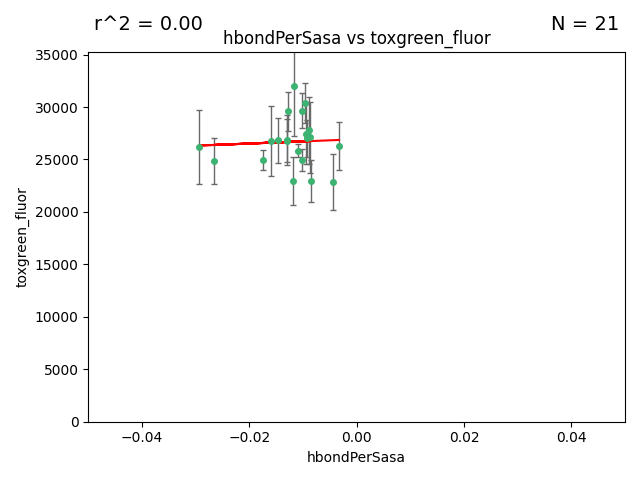 r^2 = 0.00
N = 21
hbondPerSasa vs toxgreen_fluor
35000
30000
25000
20000
15000
10000
5000
0
toxgreen_fluor
−0.04
−0.02
0.00
0.02
0.04
hbondPerSasa